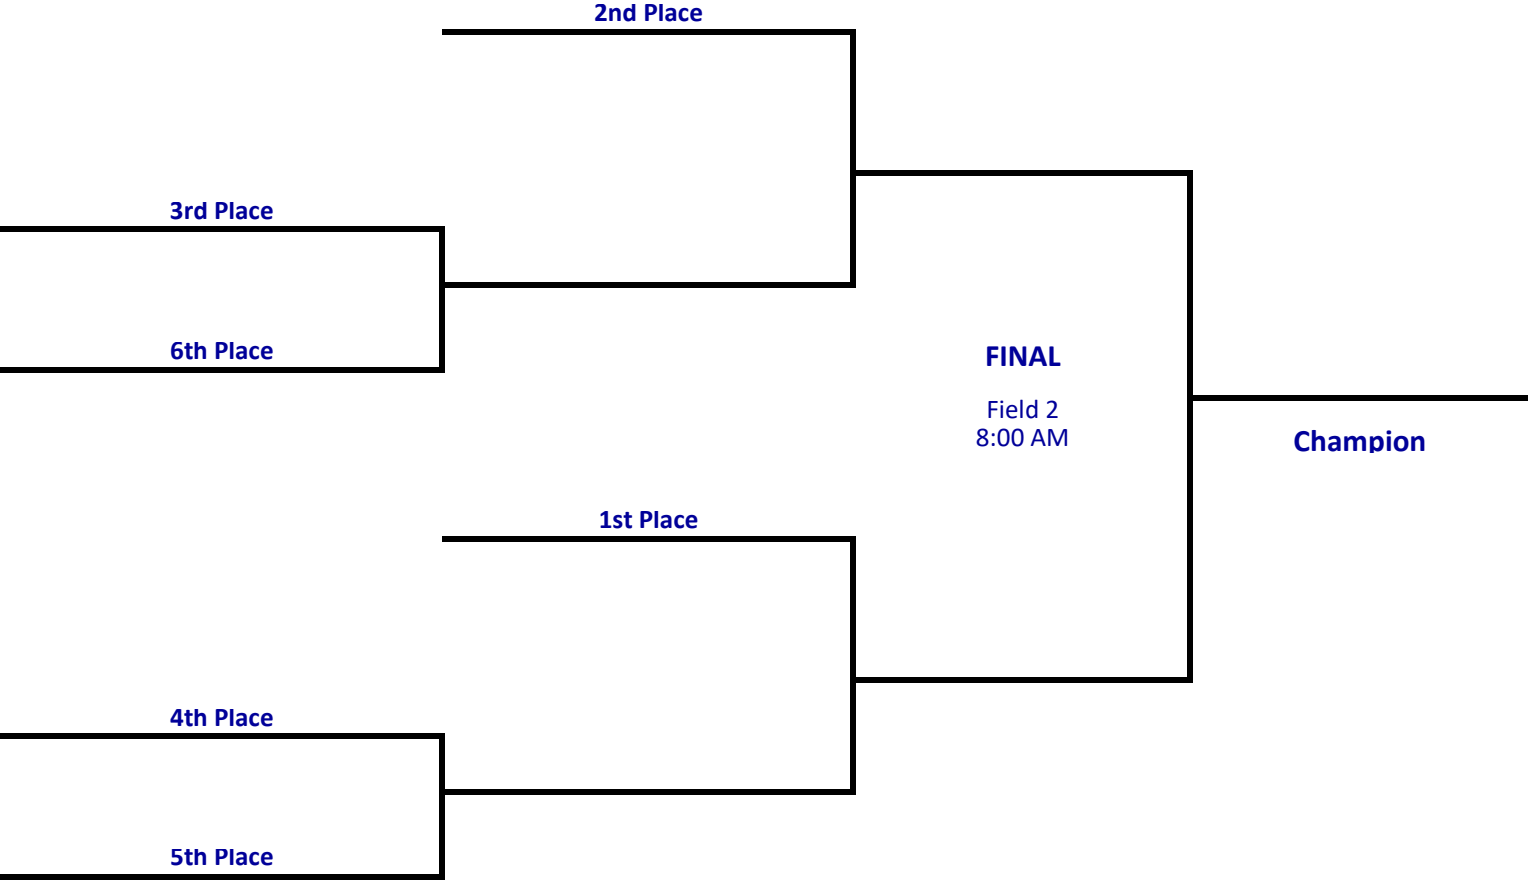 2nd Place
3rd Place
6th Place
FINAL
Field 2
8:00 AM
Champion
1st Place
4th Place
5th Place